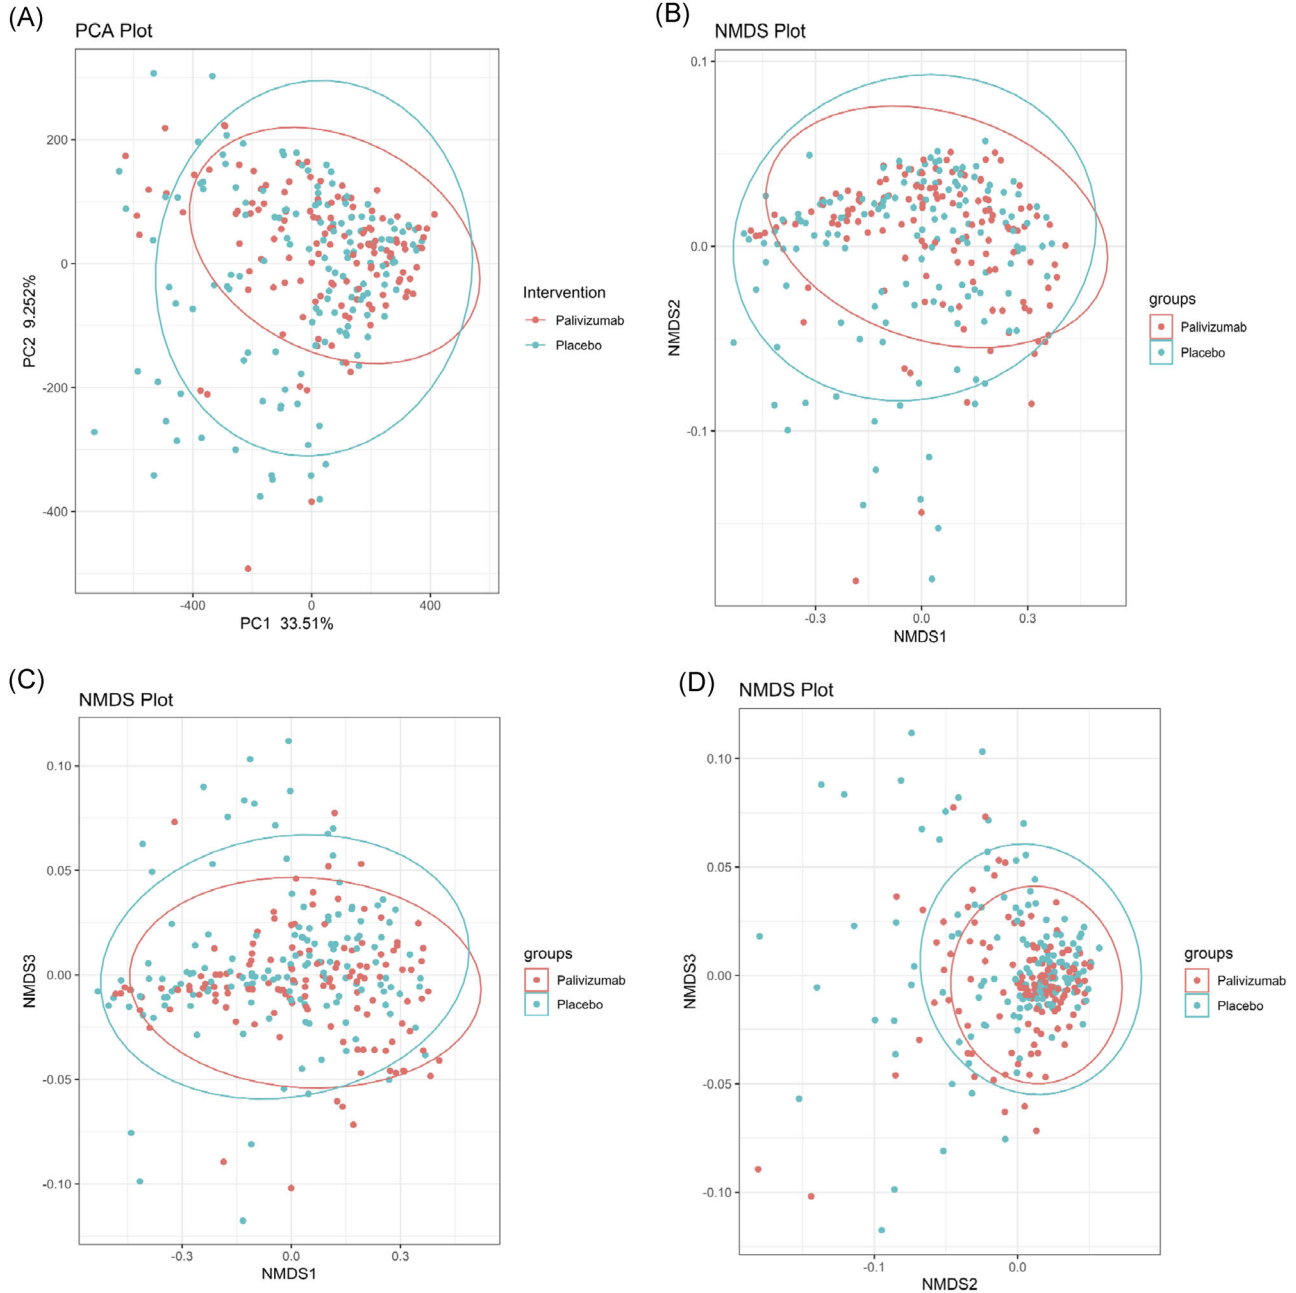 (A)
PCA Plot
200
0
-200
-400
PC2 9.252%
-400
0
400
PC1 33.51%
Intervention
Palivizumab
Placebo
(B)
NMDS Plot
0.1
0.0
-0.1
NMDS2
-0.3
0.0
0.3
NMDS1
groups
Palivizumab
Placebo
(C)
NMDS Plot
0.10
0.05
0.00
-0.05
-0.10
NMDS3
-0.3
0.0
0.3
NMDS1
groups
Palivizumab
Placebo
(D)
NMDS Plot
0.10
0.05
0.00
-0.05
-0.10
NMDS3
-0.1
0.0
NMDS2
groups
Palivizumab
Placebo